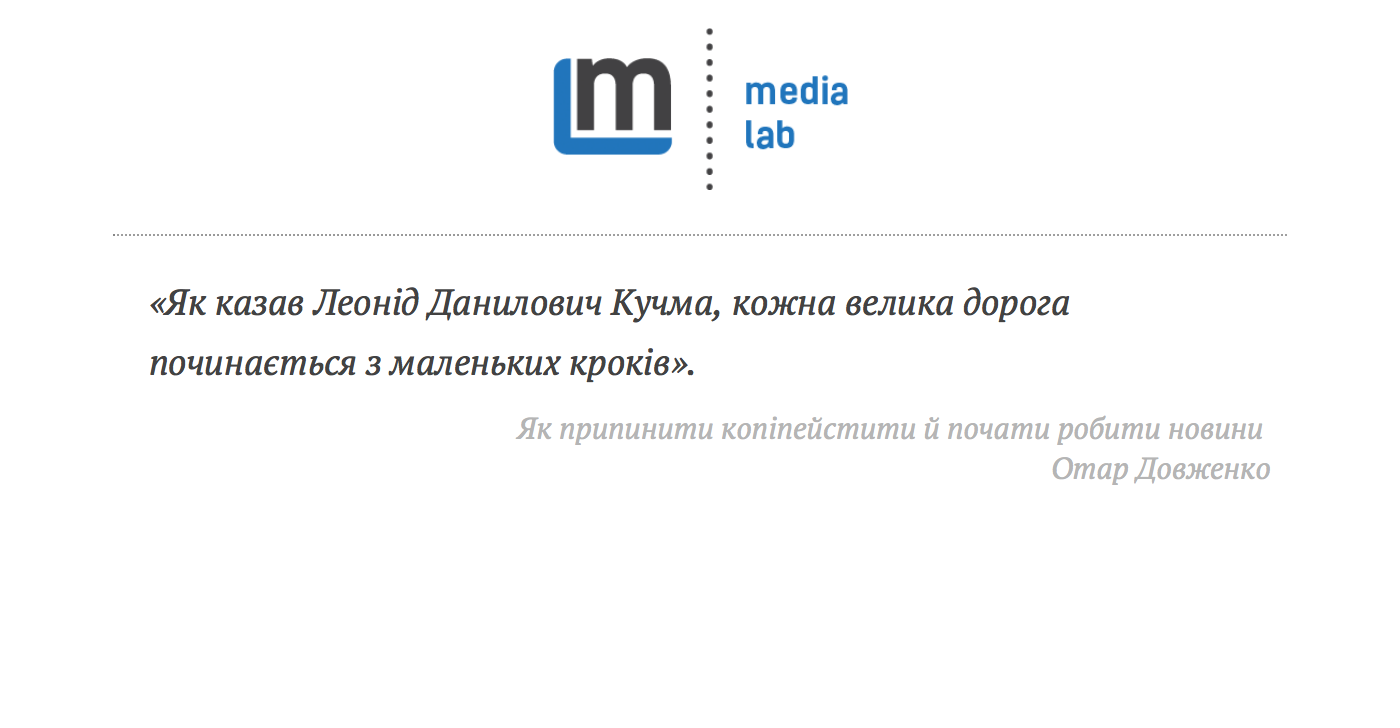 m
media
lab
«Як казав Леонід Данилович Кучма, кожна велика дорога
починається з маленьких кроків».
Як припинити копіпейстити й почати робити новини
Отар Довженко